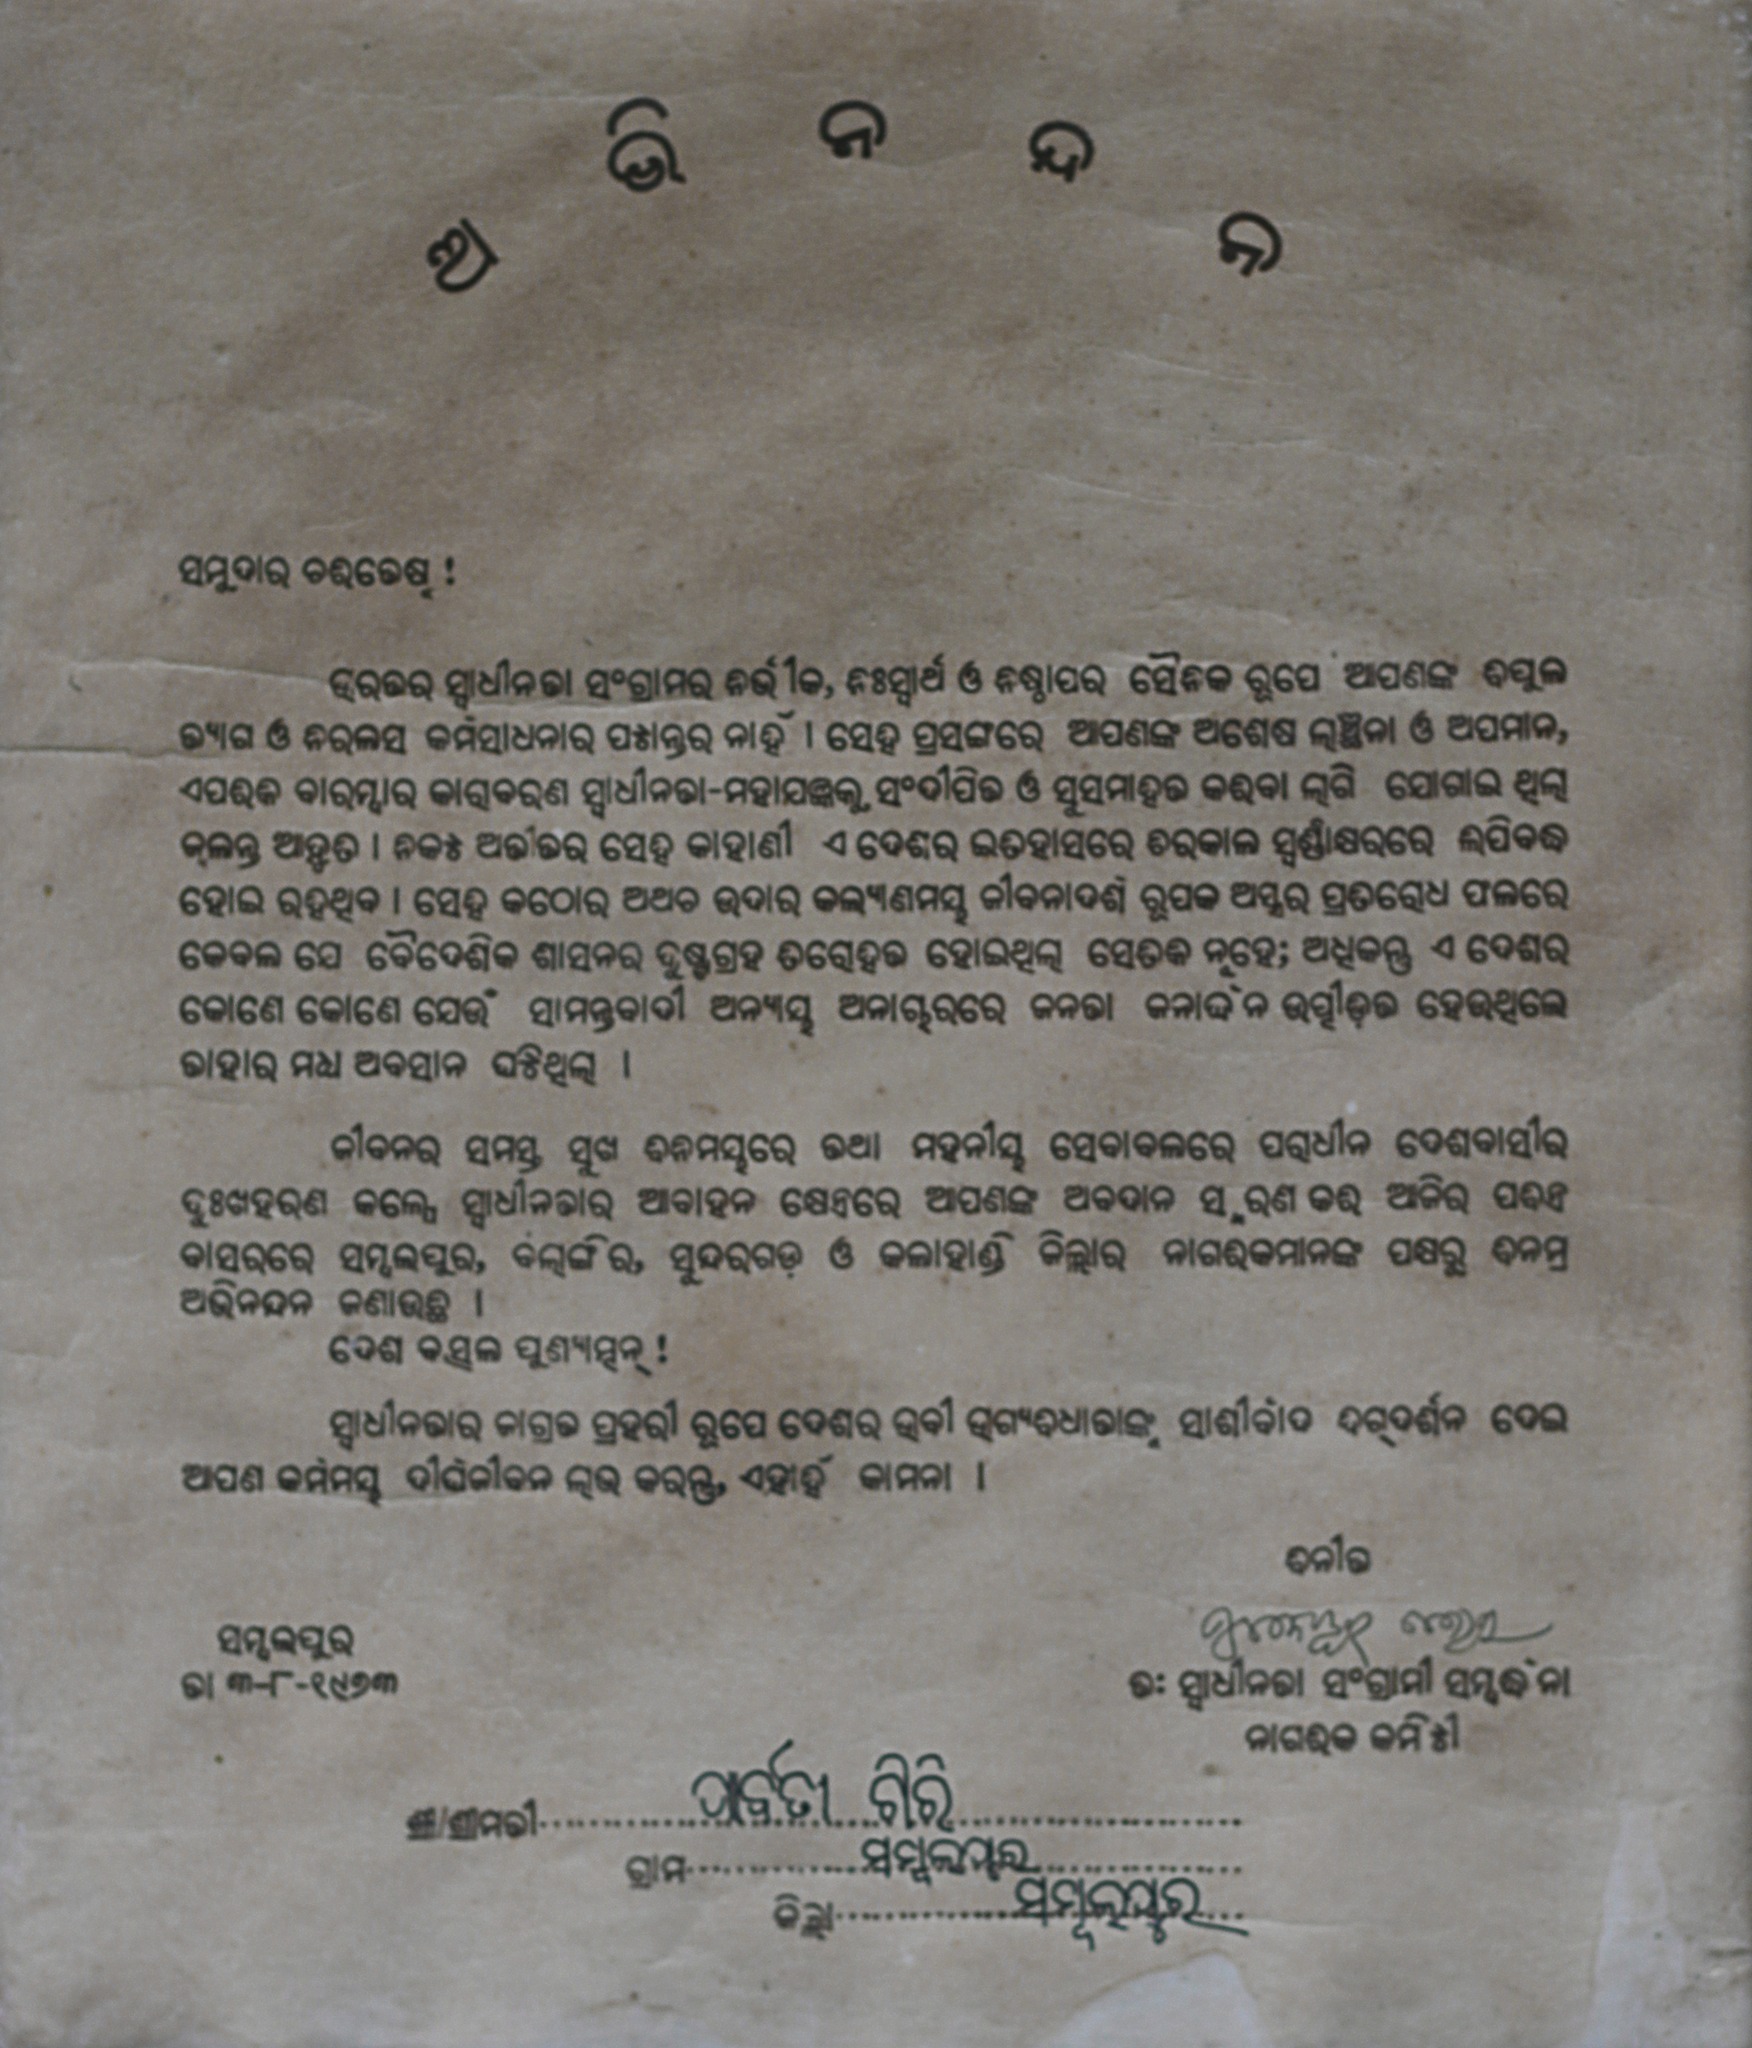 ଅଭିନନ୍ଦନ
ସମୁଦାର ଚରିତେଷୁ !
ଭାରତର ସ୍ୱାଧୀନତା ସଂଗ୍ରାମର ନିର୍ଭୀକ, ନିଃସ୍ୱାର୍ଥ ଓ ନିଷ୍ଠାପର ସୈନିକ ରୂପେ ଆପଣଙ୍କ ବିପୁଳ
ତ୍ୟାଗ ଓ ନିରଳସ କର୍ମସାଧନାର ପଟାନ୍ତର ନାହିଁ । ସେହି ପ୍ରସଙ୍ଗରେ ଆପଣଙ୍କ ଅଶେଷ ଲାଞ୍ଛନା ଓ ଅପମାନ,
ଏପରିକି ବାରମ୍ବାର କାରାବରଣ ସ୍ୱାଧୀନତା-ମହାଯଜ୍ଞକୁ ସଂଦୀପିତ ଓ ସୁସମାହିତ କରିବା ଲାଗି ଯୋଗାଇ ଥିଲା
ଜ୍ୱଳନ୍ତ ଆହୁତି । ନିକଟ ଅତୀତର ସେହି କାହାଣୀ ଏ ଦେଶର ଇତିହାସରେ ଚିରକାଳ ସ୍ୱର୍ଣ୍ଣାକ୍ଷରରେ ଲିପିବଦ୍ଧ
ହୋଇ ରହିଥିବ । ସେହି କଠୋର ଅଥଚ ଉଦାର କଲ୍ୟାଣମୟ ଜୀବନାଦର୍ଶ ରୂପକ ଅସ୍ତ୍ରର ପ୍ରତିରୋଧ ଫଳରେ
କେବଳ ଯେ ବୈଦେଶିକ ଶାସନର ଦୁଷ୍ଟଗ୍ରହ ତିରୋହିତ ହୋଇଥିଲା ସେତିକି ନୁହେ; ଅଧିକନ୍ତୁ ଏ ଦେଶର
କୋଣେ କୋଣେ ଯେଉଁ ସାମନ୍ତବାଦୀ ଅନ୍ୟାୟ ଅନାଚାରରେ ଜନତା ଜନାର୍ଦ୍ଦନ ଉତ୍ପୀଡ଼ିତ ହେଉଥିଲେ
ତାହାର ମଧ୍ୟ ଅବସାନ ଘଟିଥିଲା ।
ଜୀବନର ସମସ୍ତ ସୁଖ ବିନିମୟରେ ତଥା ମହନୀୟ ସେବାବଳରେ ପରାଧୀନ ଦେଶବାସୀର
ଦୁଃଖହରଣ କଲ୍ପେ ସ୍ୱାଧୀନତାର ଆବାହନ କ୍ଷେତ୍ରରେ ଆପଣଙ୍କ ଅବଦାନ ସ୍ମରଣ କରି ଆଜିର ପବିତ୍ର
ବାସରରେ ସମ୍ବଲପୁର, ବଲାଙ୍ଗିର, ସୁନ୍ଦରଗଡ଼ ଓ କଳାହାଣ୍ଡି ଜିଲ୍ଲାର ନାଗରିକମାନଙ୍କ ପକ୍ଷରୁ ବିନମ୍ର
ଅଭିନନ୍ଦନ ଜଣାଉଛୁ ।
ଦେଶ ବତ୍ସଳ ପୁଣ୍ୟାତ୍ମନ୍ !
ସ୍ୱାଧୀନତାର ଜାଗ୍ରତ ପ୍ରହରୀ ରୂପେ ଦେଶର ଭାବୀ ଭାଗ୍ୟବିଧାତାଙ୍କୁ ସାଶୀର୍ବାଦ ଦିଗ୍‌ଦର୍ଶନ ଦେଇ
ଆପଣ କର୍ମମୟ ଦୀର୍ଘଜୀବନ ଲାଭ କରନ୍ତୁ, ଏହାହିଁ କାମନା ।
ବିନୀତ
ସମ୍ବଲପୁର
ତା ୩-୮-୧୯୭୩
ଉଃ ସ୍ୱାଧୀନତା ସଂଗ୍ରାମୀ ସମ୍ବର୍ଦ୍ଧନା
ନାଗରିକ କମିଟୀ
ଶ୍ରୀ/ଶ୍ରୀମତୀ ପାର୍ବତୀ ଗିରି
ଗ୍ରାମ ସମ୍ବଲପୁର
ଜିଲ୍ଲା ସମ୍ବଲପୁର